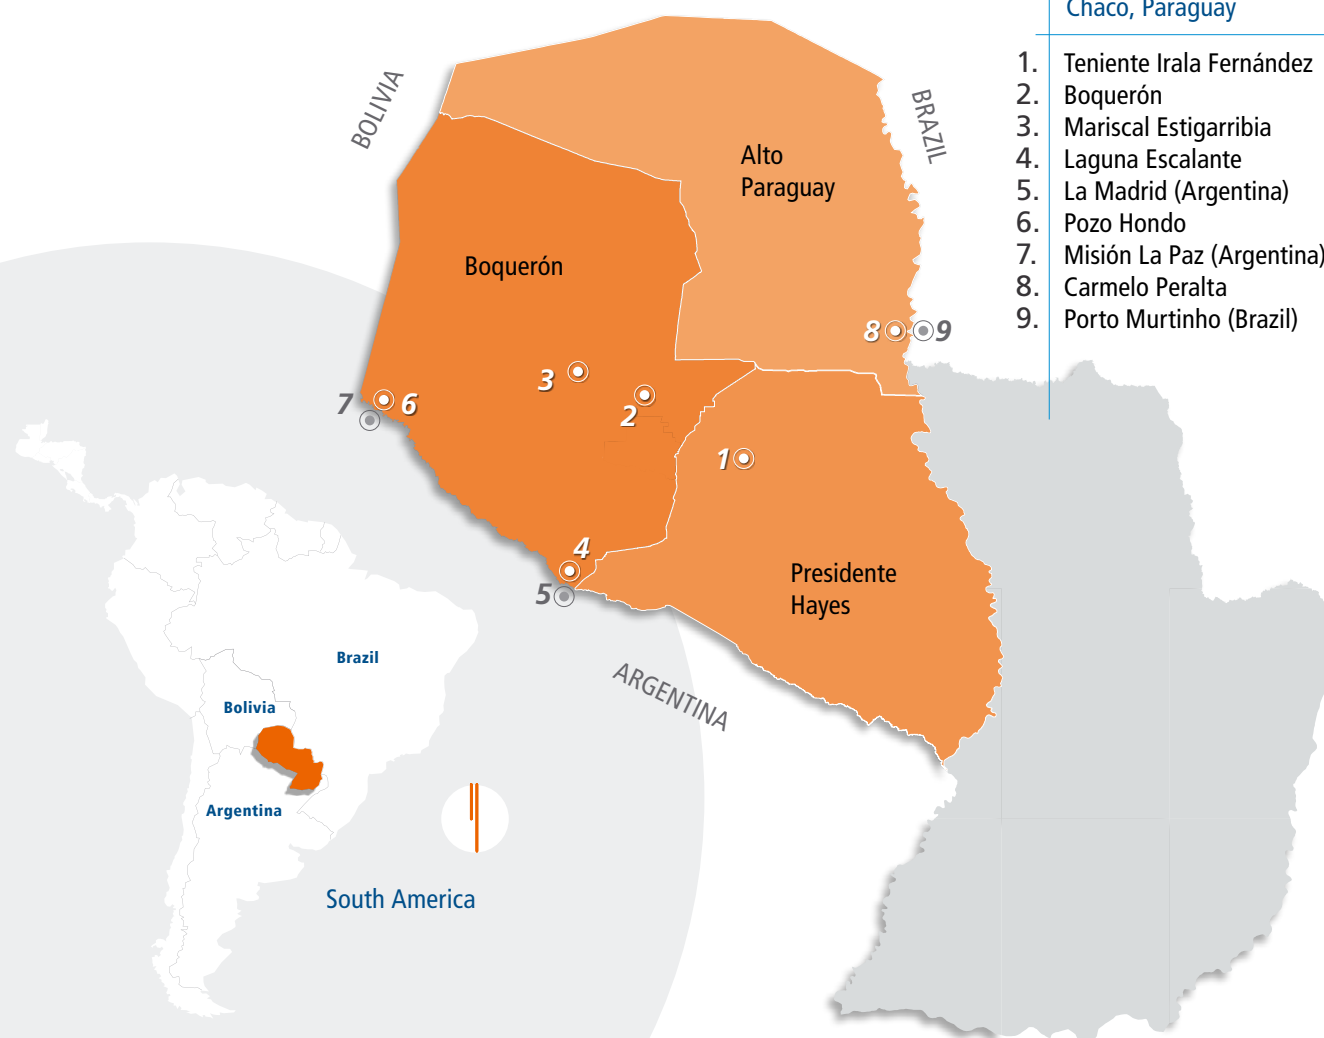 Chaco, Paraguay
1. Teniente Irala Fernández
2. Boquerón
3. Mariscal Estigarribia
4. Laguna Escalante
5. La Madrid (Argentina)
6. Pozo Hondo
7. Misión La Paz (Argentina)
8. Carmelo Peralta
9. Porto Murtinho (Brazil)
BOLIVIA
BRAZIL
Alto
Paraguay
Boquerón
8
9
3
7
6
2
1
4
5
Presidente
Hayes
ARGENTINA
Brazil
Bolivia
Argentina
South America